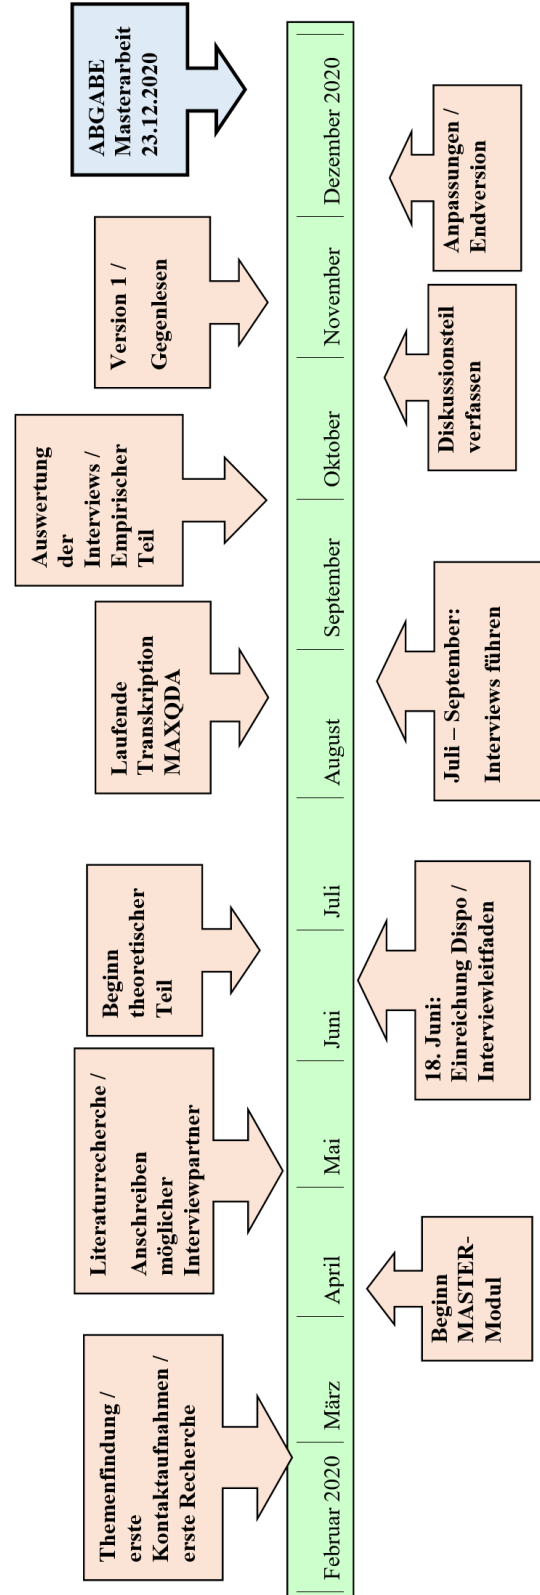 Themenfindung /
erste
Kontaktaufnahmen /
erste Recherche
Literaturrecherche /
Anschreiben
möglicher
Interviewpartner
Beginn
theoretischer
Teil
Laufende
Transkription
MAXQDA
Auswertung
der
Interviews /
Empirischer
Teil
Version 1 /
Gegenlesen
ABGABE
Masterarbeit
23.12.2020
Februar 2020
März
April
Mai
Juni
Juli
August
September
Oktober
November
Dezember 2020
Beginn
MASTER-
Modul
18. Juni:
Einreichung Dispo /
Interviewleitfaden
Juli – September:
Interviews führen
Diskussionsteil
verfassen
Anpassungen /
Endversion